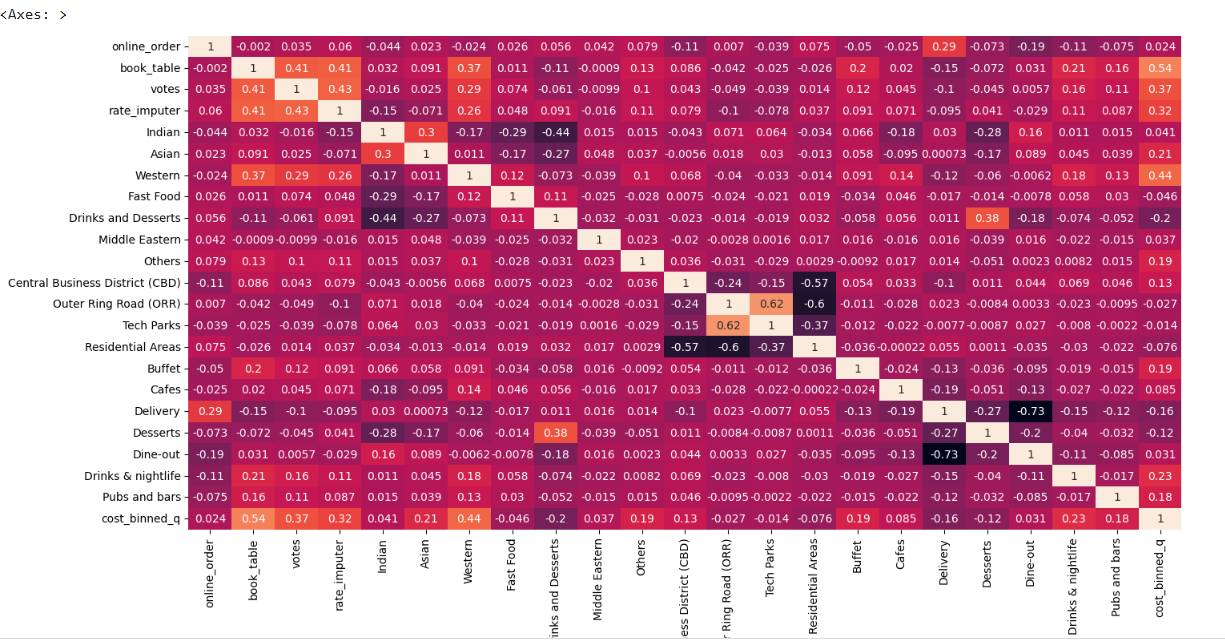 <Axes: >
online_order 1 -0.002 0.035 0.06 -0.044 0.023 -0.024 0.026 0.056 0.042 0.079 -0.11 0.007 -0.039 0.075 -0.05 -0.025 0.29 -0.073 -0.19 -0.11 -0.075 0.024
book_table -0.002 1 0.41 0.41 0.032 0.091 0.37 0.011 -0.11 -0.0009 0.13 0.086 -0.042 -0.025 -0.026 0.2 0.02 -0.15 -0.072 0.031 0.21 0.16 0.54
votes 0.035 0.41 1 0.43 -0.016 0.025 0.29 0.074 -0.061 -0.0099 0.1 0.043 -0.049 -0.039 0.014 0.12 0.045 -0.1 -0.045 0.0057 0.16 0.11 0.37
rate_imputer 0.06 0.41 0.43 1 -0.15 -0.071 0.26 0.048 0.091 -0.016 0.11 0.079 -0.1 -0.078 0.037 0.091 0.071 -0.095 0.041 -0.029 0.11 0.087 0.32
Indian -0.044 0.032 -0.016 -0.15 1 0.3 -0.17 -0.29 -0.44 0.015 0.015 -0.043 0.071 0.064 -0.034 0.066 -0.18 0.03 -0.28 0.16 0.011 0.015 0.041
Asian 0.023 0.091 0.025 -0.071 0.3 1 0.011 -0.17 -0.27 0.048 0.037 -0.0056 0.018 0.03 -0.013 0.058 -0.095 0.00073 -0.17 0.089 0.045 0.039 0.21
Western -0.024 0.37 0.29 0.26 -0.17 0.011 1 0.12 -0.073 -0.039 0.1 0.068 -0.04 -0.033 -0.014 0.091 0.14 -0.12 -0.06 -0.0062 0.18 0.13 0.44
Fast Food 0.026 0.011 0.074 0.048 -0.29 -0.17 0.12 1 0.11 -0.025 -0.028 0.0075 -0.024 -0.021 0.019 -0.034 0.046 -0.017 -0.014 -0.0078 0.058 0.03 -0.046
Drinks and Desserts 0.056 -0.11 -0.061 0.091 -0.44 -0.27 -0.073 0.11 1 -0.032 -0.031 -0.023 -0.014 -0.019 0.032 -0.058 0.056 0.011 0.38 -0.18 -0.074 -0.052 -0.2
Middle Eastern 0.042 -0.0009 -0.0099 -0.016 0.015 0.048 -0.039 -0.025 -0.032 1 0.023 -0.02 -0.0028 0.0016 0.017 0.016 -0.016 0.016 -0.039 0.016 -0.022 -0.015 0.037
Others 0.079 0.13 0.1 0.11 0.015 0.037 0.1 -0.028 -0.031 0.023 1 0.036 -0.031 -0.029 0.0029 -0.0092 0.017 0.014 -0.051 0.0023 0.0082 0.015 0.19
Central Business District (CBD) -0.11 0.086 0.043 0.079 -0.043 -0.0056 0.068 0.0075 -0.023 -0.02 0.036 1 -0.24 -0.15 -0.57 0.054 0.033 -0.1 0.011 0.044 0.069 0.046 0.13
Outer Ring Road (ORR) 0.007 -0.042 -0.049 -0.1 0.071 0.018 -0.04 -0.024 -0.014 -0.0028 -0.031 -0.24 1 0.62 -0.6 -0.011 -0.028 0.023 -0.0084 0.0033 -0.023 -0.0095 -0.027
Tech Parks -0.039 -0.025 -0.039 -0.078 0.064 0.03 -0.033 -0.021 -0.019 0.0016 -0.029 -0.15 0.62 1 -0.37 -0.012 -0.022 -0.0077 -0.0087 0.027 -0.008 -0.0022 -0.014
Residential Areas 0.075 -0.026 0.014 0.037 -0.034 -0.013 -0.014 0.019 0.032 0.017 0.0029 -0.57 -0.6 -0.37 1 -0.036 -0.00022 0.055 0.0011 -0.035 -0.03 -0.022 -0.076
Buffet -0.05 0.2 0.12 0.091 0.066 0.058 0.091 -0.034 -0.058 0.016 -0.0092 0.054 -0.011 -0.012 -0.036 1 -0.024 -0.13 -0.036 -0.095 -0.019 -0.015 0.19
Cafes -0.025 0.02 0.045 0.071 -0.18 -0.095 0.14 0.046 0.056 -0.016 0.017 0.033 -0.028 -0.022 -0.00022 -0.024 1 -0.19 -0.051 -0.13 -0.027 -0.022 0.085
Delivery 0.29 -0.15 -0.1 -0.095 0.03 0.00073 -0.12 -0.017 0.011 0.016 0.014 -0.1 0.023 -0.0077 0.055 -0.13 -0.19 1 -0.27 -0.73 -0.15 -0.12 -0.16
Desserts -0.073 -0.072 -0.045 0.041 -0.28 -0.17 -0.06 -0.014 0.38 -0.039 -0.051 0.011 -0.0084 -0.0087 0.0011 -0.036 -0.051 -0.27 1 -0.2 -0.04 -0.032 -0.12
Dine-out -0.19 0.031 0.0057 -0.029 0.16 0.089 -0.0062 -0.0078 -0.18 0.016 0.0023 0.044 0.0033 0.027 -0.035 -0.095 -0.13 -0.73 -0.2 1 -0.11 -0.085 0.031
Drinks & nightlife -0.11 0.21 0.16 0.11 0.011 0.045 0.18 0.058 -0.074 -0.022 0.0082 0.069 -0.023 -0.008 -0.03 -0.019 -0.027 -0.15 -0.04 -0.11 1 -0.017 0.23
Pubs and bars -0.075 0.16 0.11 0.087 0.015 0.039 0.13 0.03 -0.052 -0.015 0.015 0.046 -0.0095 -0.0022 -0.022 -0.015 -0.022 -0.12 -0.032 -0.085 -0.017 1 0.18
cost_binned_q 0.024 0.54 0.37 0.32 0.041 0.21 0.44 -0.046 -0.2 0.037 0.19 0.13 -0.027 -0.014 -0.076 0.19 0.085 -0.16 -0.12 0.031 0.23 0.18 1
online_order
book_table
votes
rate_imputer
Indian
Asian
Western
Fast Food
inks and Desserts
Middle Eastern
Others
ess District (CBD)
r Ring Road (ORR)
Tech Parks
Residential Areas
Buffet
Cafes
Delivery
Desserts
Dine-out
Drinks & nightlife
Pubs and bars
cost_binned_q